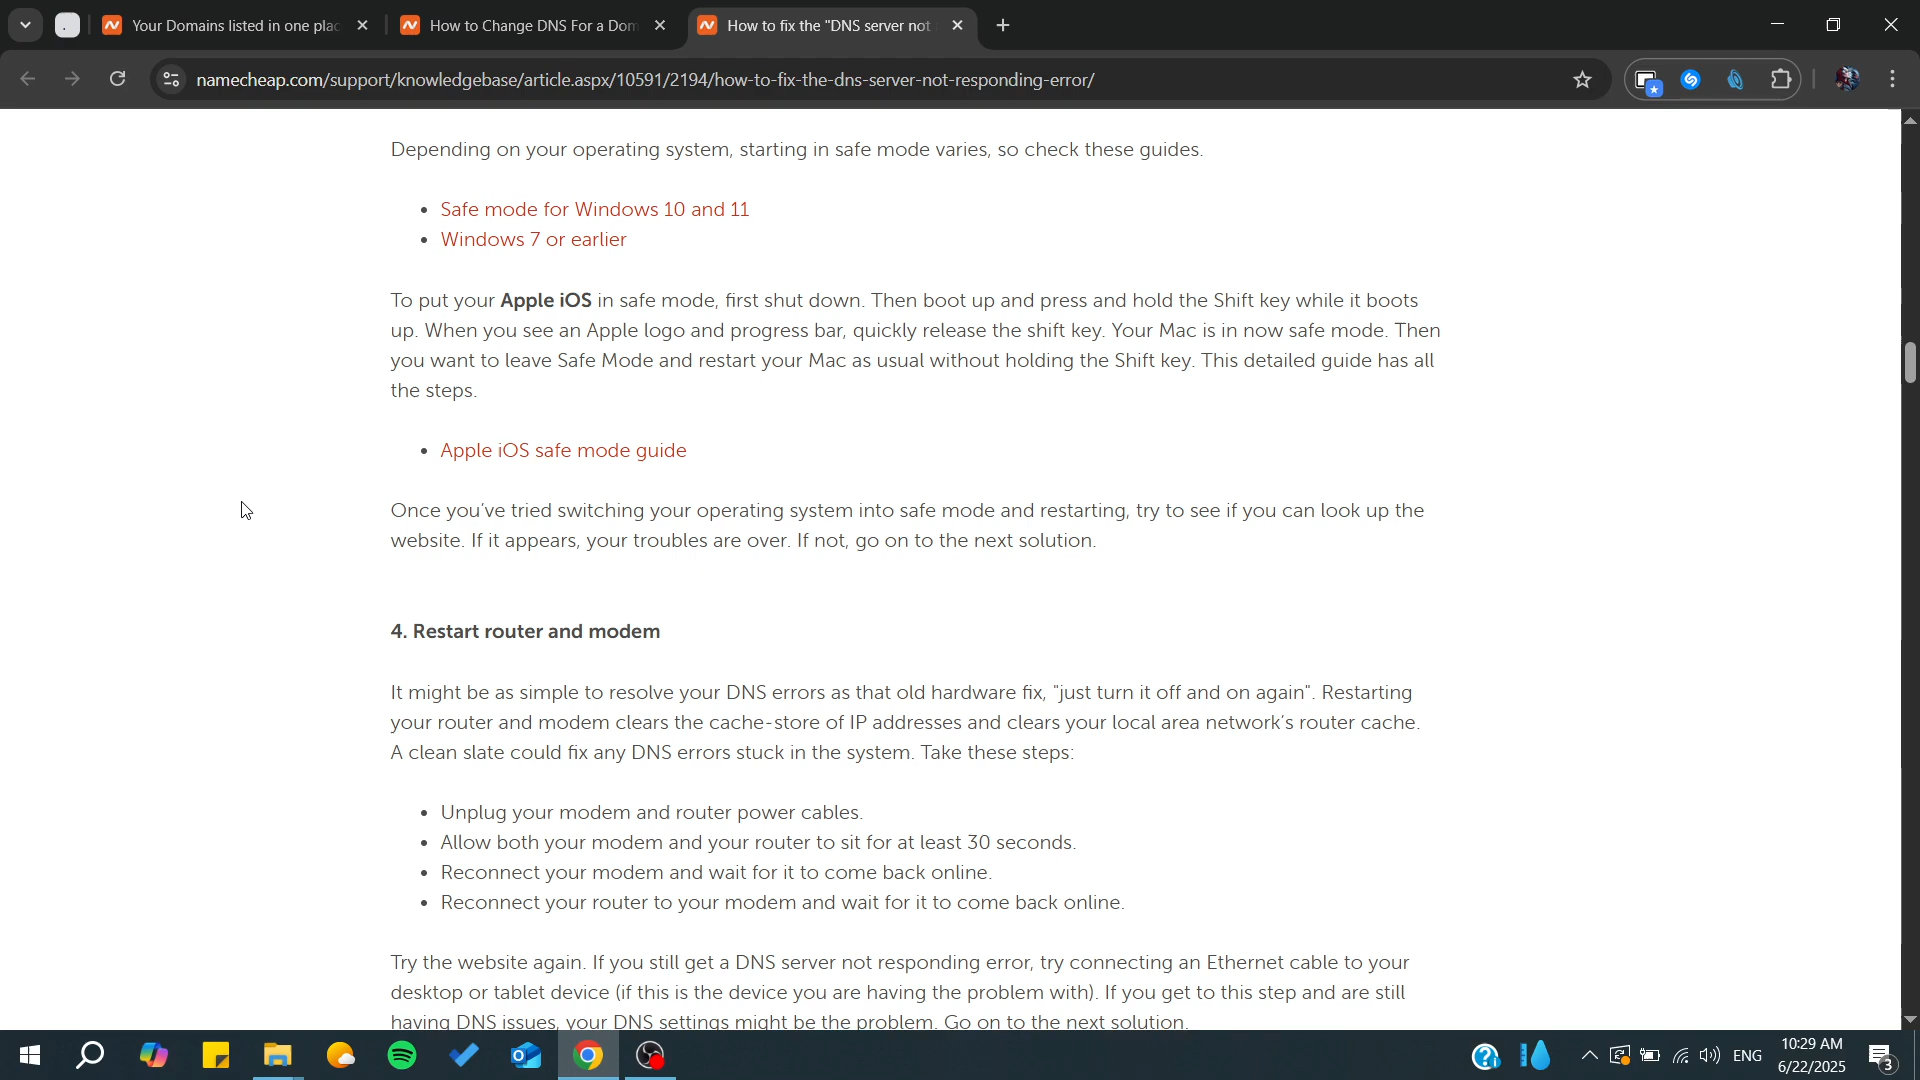 Your Domains listed in one plac
How to Change DNS For a Dom
How to fix the "DNS server not
namecheap.com/support/knowledgebase/article.aspx/10591/2194/how-to-fix-the-dns-server-not-responding-error/
Depending on your operating system, starting in safe mode varies, so check these guides.
• Safe mode for Windows 10 and 11
• Windows 7 or earlier
To put your Apple iOS in safe mode, first shut down. Then boot up and press and hold the Shift key while it boots
up. When you see an Apple logo and progress bar, quickly release the shift key. Your Mac is in now safe mode. Then
you want to leave Safe Mode and restart your Mac as usual without holding the Shift key. This detailed guide has all
the steps.
• Apple iOS safe mode guide
Once you've tried switching your operating system into safe mode and restarting, try to see if you can look up the
website. If it appears, your troubles are over. If not, go on to the next solution.
4. Restart router and modem
It might be as simple to resolve your DNS errors as that old hardware fix, "just turn it off and on again". Restarting
your router and modem clears the cache-store of IP addresses and clears your local area network's router cache.
A clean slate could fix any DNS errors stuck in the system. Take these steps:
• Unplug your modem and router power cables.
• Allow both your modem and your router to sit for at least 30 seconds.
• Reconnect your modem and wait for it to come back online.
• Reconnect your router to your modem and wait for it to come back online.
Try the website again. If you still get a DNS server not responding error, try connecting an Ethernet cable to your
desktop or tablet device (if this is the device you are having the problem with). If you get to this step and are still
having DNS issues, your DNS settings might be the problem. Go on to the next solution.
ENG
10:29 AM
6/22/2025
3